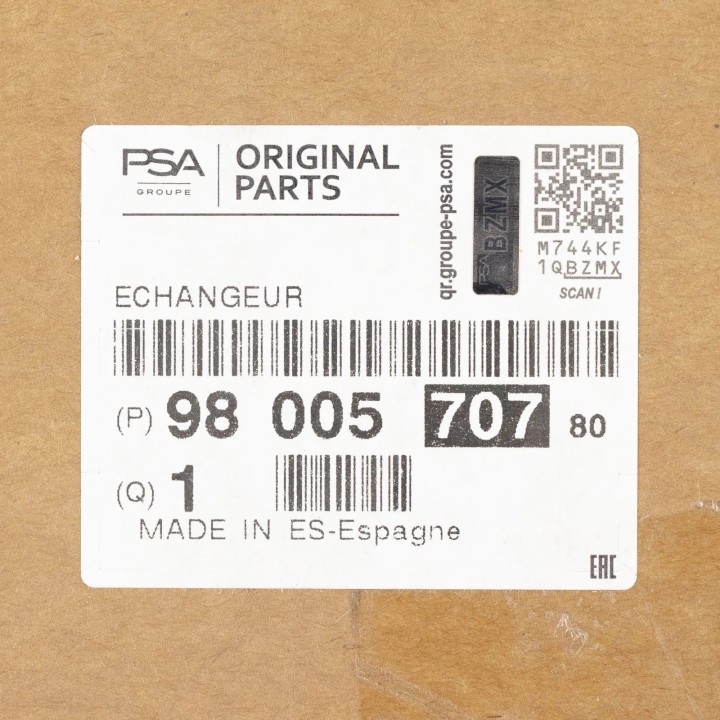 PSA
GROUPE
ORIGINAL
PARTS
qr.groupe-psa.com
PSA BZMX
M744KF
1QBZMX
SCAN!
ECHANGEUR
(P) 98 005 707 80
(Q) 1
MADE IN ES-Espagne
EAC